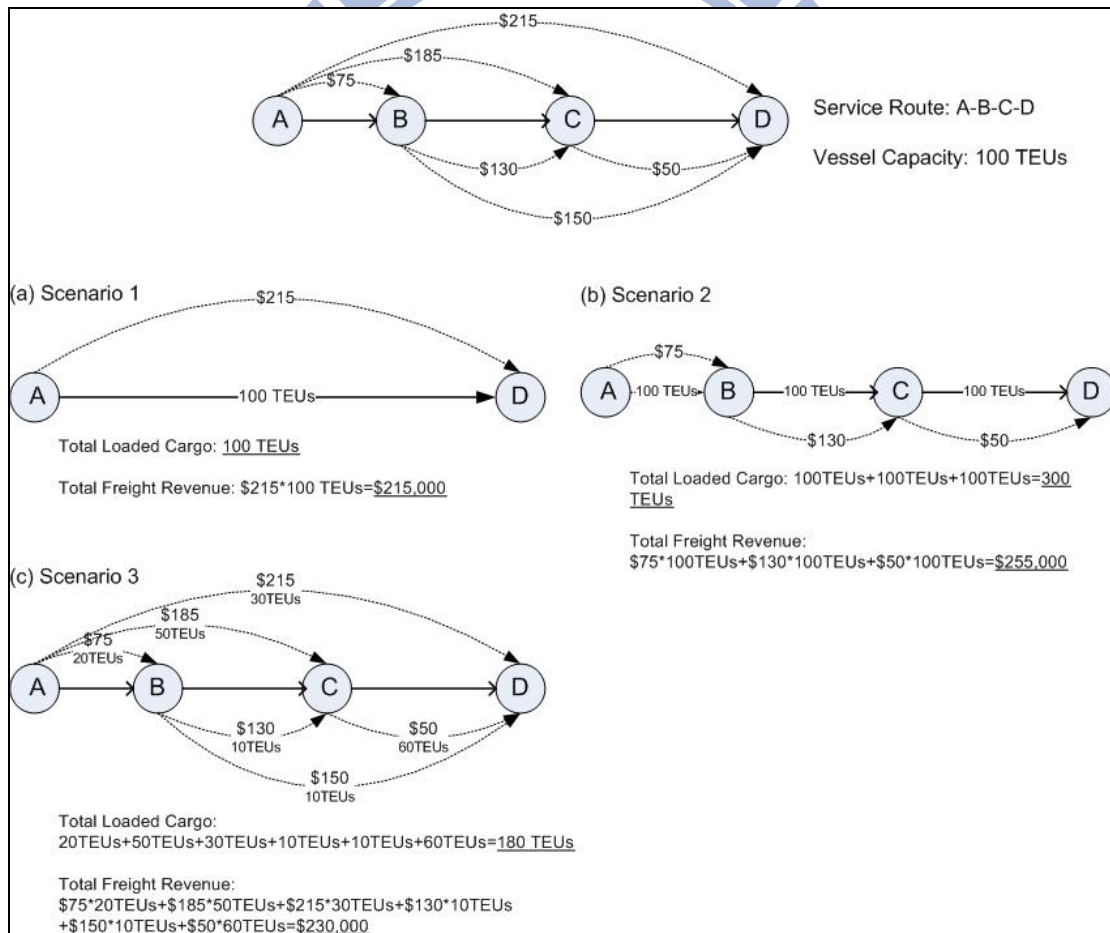 $215
$185
$75
A
B
C
D
$130
$50
$150
Service Route: A-B-C-D
Vessel Capacity: 100 TEUs
(a) Scenario 1
$215
A
100 TEUs
D
Total Loaded Cargo: 100 TEUs
Total Freight Revenue: $215*100 TEUs=$215,000
(b) Scenario 2
$75
A
100 TEUs
B
100 TEUs
C
100 TEUs
D
$130
$50
Total Loaded Cargo: 100TEUs+100TEUs+100TEUs=300
TEUs
Total Freight Revenue:
$75*100TEUs+$130*100TEUs+$50*100TEUs=$255,000
(c) Scenario 3
$215
30TEUs
$185
50TEUs
$75
20TEUs
A
B
C
D
$130
10TEUs
$50
60TEUs
$150
10TEUs
Total Loaded Cargo:
20TEUs+50TEUs+30TEUs+10TEUs+10TEUs+60TEUs=180 TEUs
Total Freight Revenue:
$75*20TEUs+$185*50TEUs+$215*30TEUs+$130*10TEUs
+$150*10TEUs+$50*60TEUs=$230,000